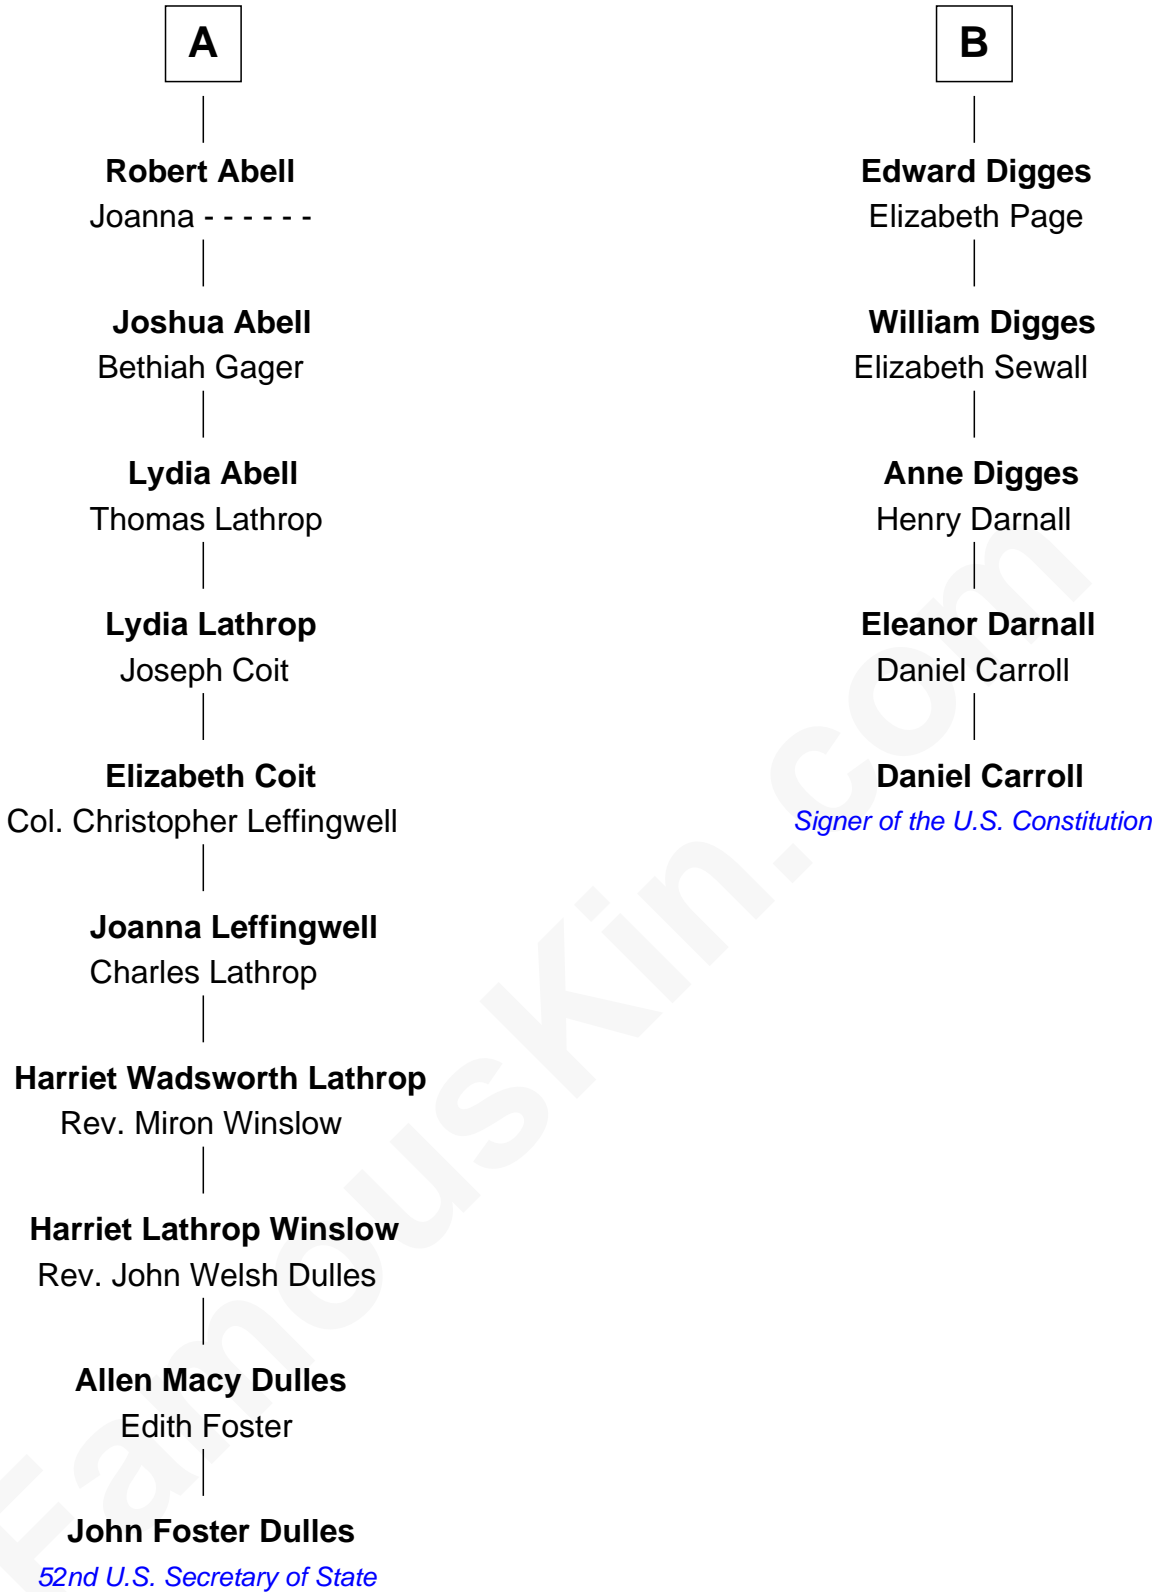 A
Robert Abell
Joanna - - - - - -
Joshua Abell
Bethiah Gager
Lydia Abell
Thomas Lathrop
Lydia Lathrop
Joseph Coit
Elizabeth Coit
Col. Christopher Leffingwell
Joanna Leffingwell
Charles Lathrop
Harriet Wadsworth Lathrop
Rev. Miron Winslow
Harriet Lathrop Winslow
Rev. John Welsh Dulles
Allen Macy Dulles
Edith Foster
John Foster Dulles
52nd U.S. Secretary of State
B
Edward Digges
Elizabeth Page
William Digges
Elizabeth Sewall
Anne Digges
Henry Darnall
Eleanor Darnall
Daniel Carroll
Daniel Carroll
Signer of the U.S. Constitution
FamousKin.com